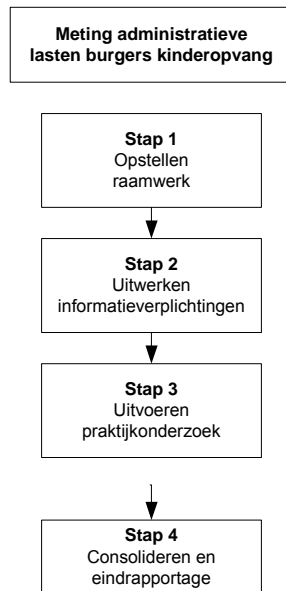 Meting administratieve
lasten burgers kinderopvang
Stap 1
Opstellen
raamwerk
Stap 2
Uitwerken
informatieverplichtingen
Stap 3
Uitvoeren
praktijkonderzoek
Stap 4
Consolideren en
eindrapportage